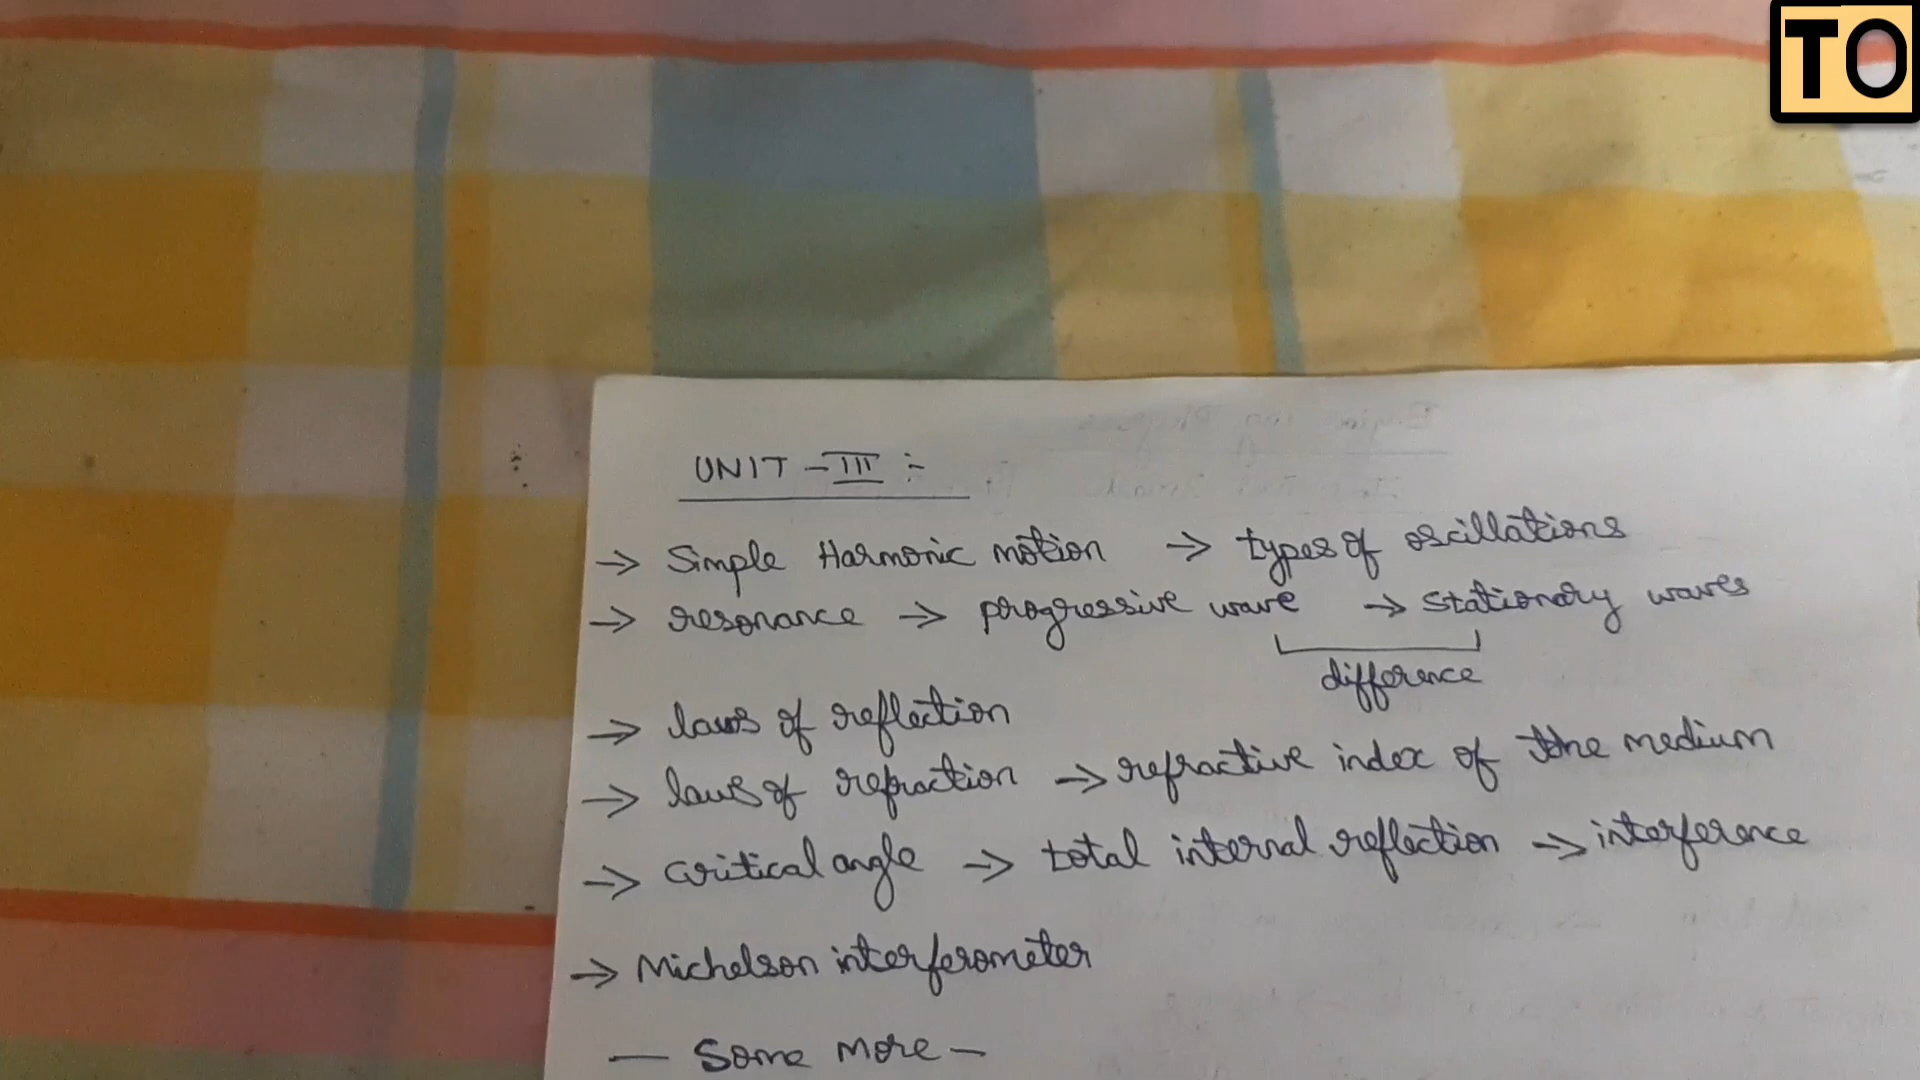 TO
UNIT - III :-
→ Simple Harmonic motion → types of oscillations
→ resonance → progressive wave → stationary waves
difference
→ laws of reflection
→ laws of refraction → refractive index of the medium
→ critical angle → total internal reflection → interference
→ Michelson interferometer
— Some more —